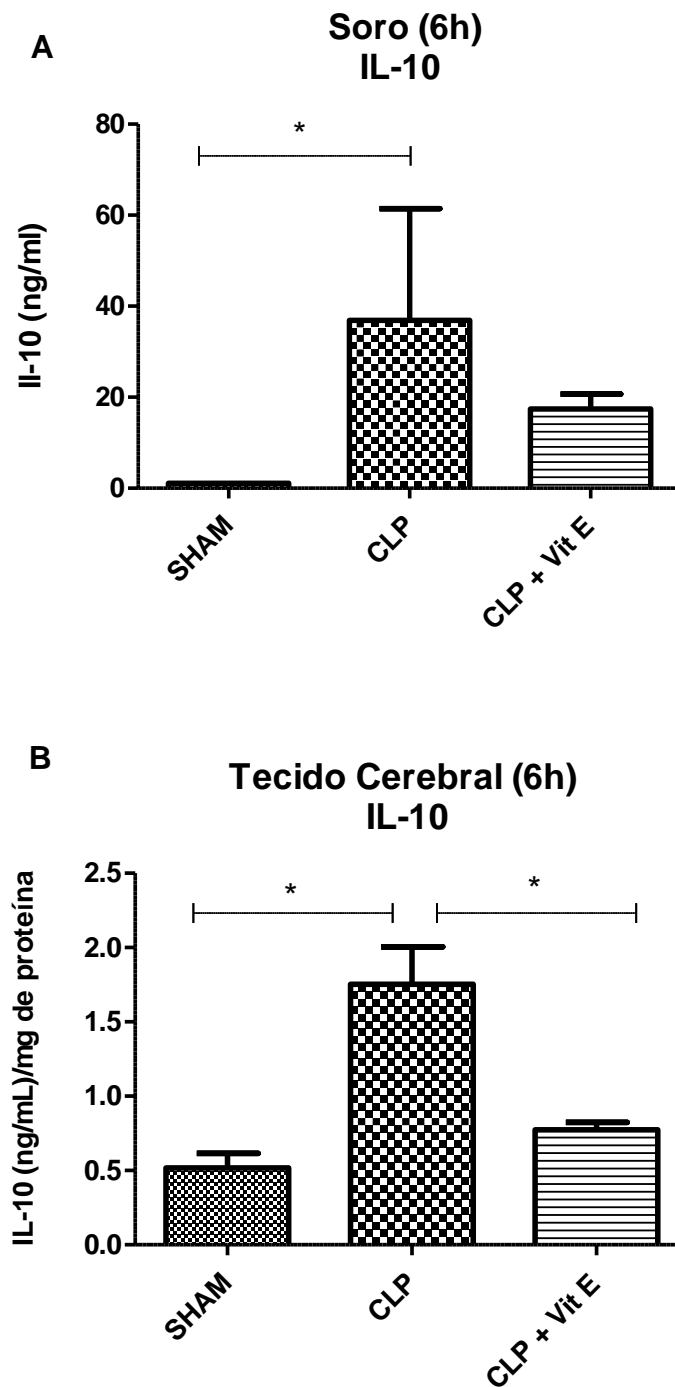 A
Soro (6h)
IL-10
80
60
40
20
0
Il-10 (ng/ml)
*
SHAM
CLP
CLP + Vit E
B
Tecido Cerebral (6h)
IL-10
2.5
2.0
1.5
1.0
0.5
0.0
IL-10 (ng/mL)/mg de proteína
*
*
SHAM
CLP
CLP + Vit E